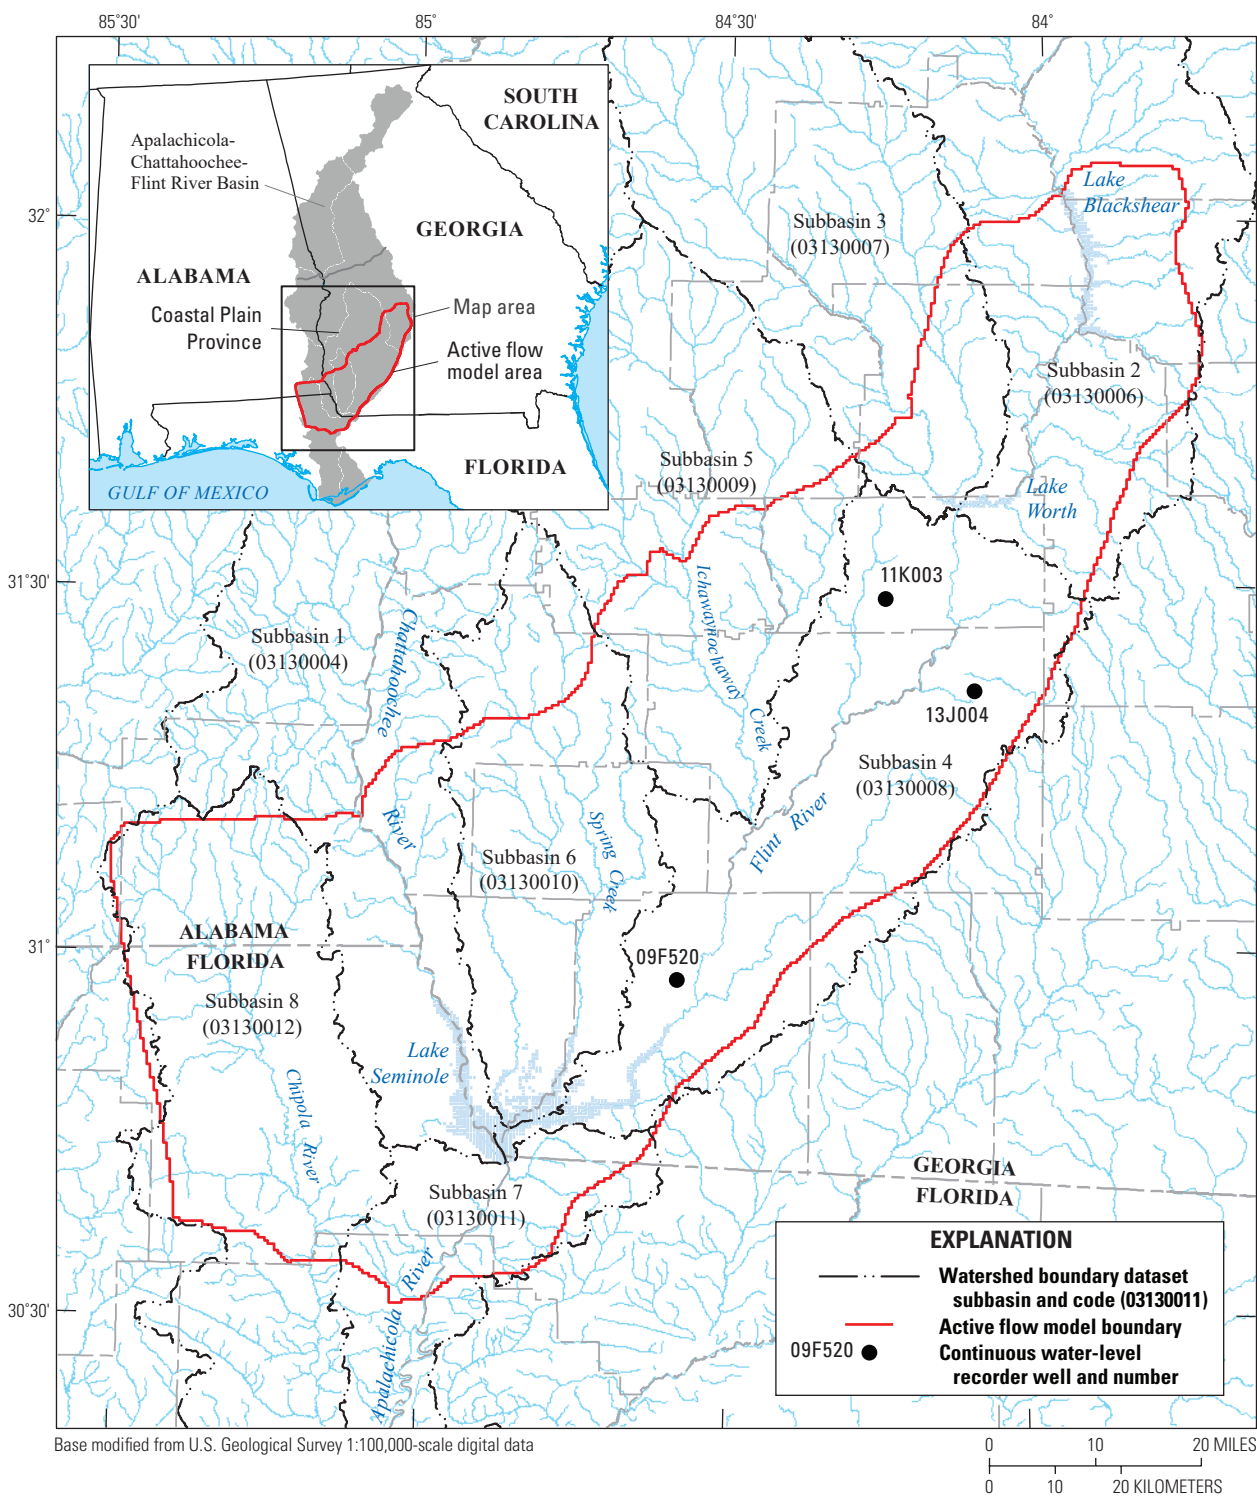 85°30'
85°
84°30'
84°
32°
31°30'
31°
30°30'
SOUTH
CAROLINA
Apalachicola-
Chattahoochee-
Flint River Basin
GEORGIA
ALABAMA
Coastal Plain
Province
Map area
Active flow
model area
FLORIDA
GULF OF MEXICO
Lake
Blackshear
Subbasin 3
(03130007)
Subbasin 2
(03130006)
Subbasin 5
(03130009)
Lake
Worth
11K003
Ichawaynochaway Creek
Subbasin 1
(03130004)
Chattahoochee River
13J004
Subbasin 4
(03130008)
Flint River
Spring Creek
Subbasin 6
(03130010)
ALABAMA
FLORIDA
09F520
Subbasin 8
(03130012)
Lake
Seminole
Chipola River
Subbasin 7
(03130011)
GEORGIA
FLORIDA
Apalachicola River
EXPLANATION
Watershed boundary dataset
subbasin and code (03130011)
Active flow model boundary
09F520 Continuous water-level
recorder well and number
Base modified from U.S. Geological Survey 1:100,000-scale digital data
0 10 20 MILES
0 10 20 KILOMETERS